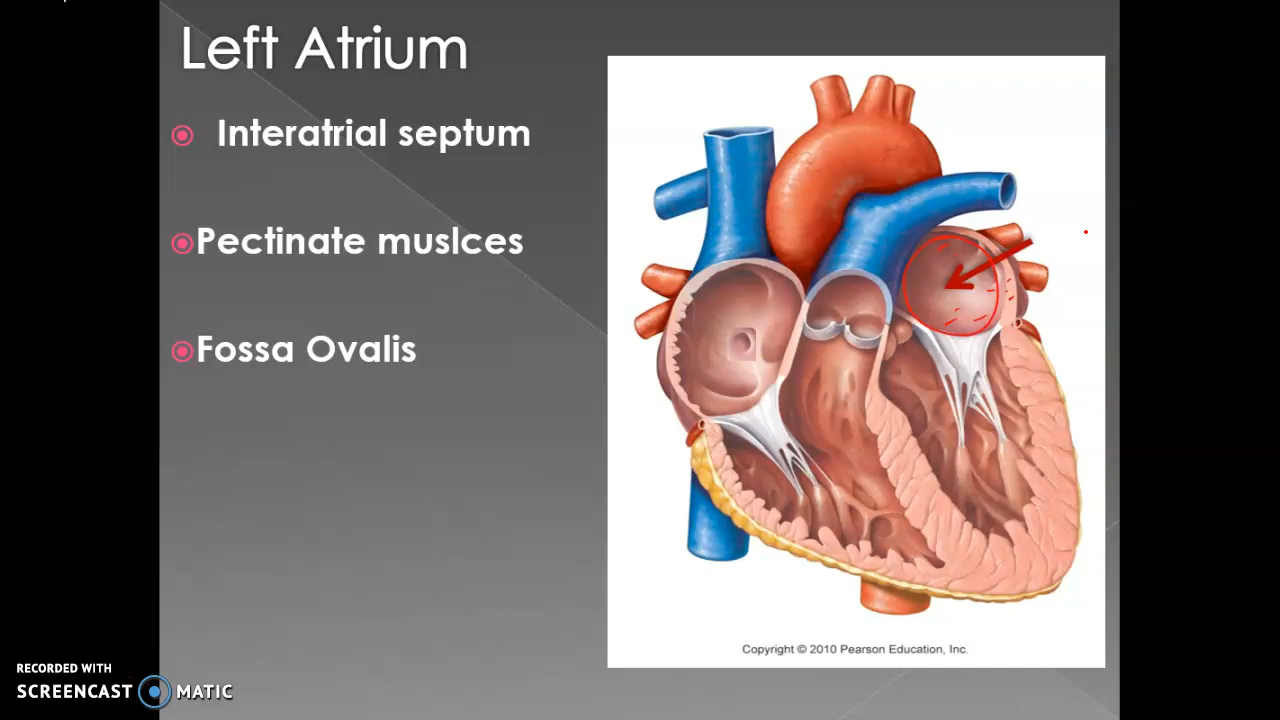 Left Atrium
Interatrial septum
Pectinate muslces
Fossa Ovalis
Copyright © 2010 Pearson Education, Inc.
RECORDED WITH
SCREENCAST MATIC